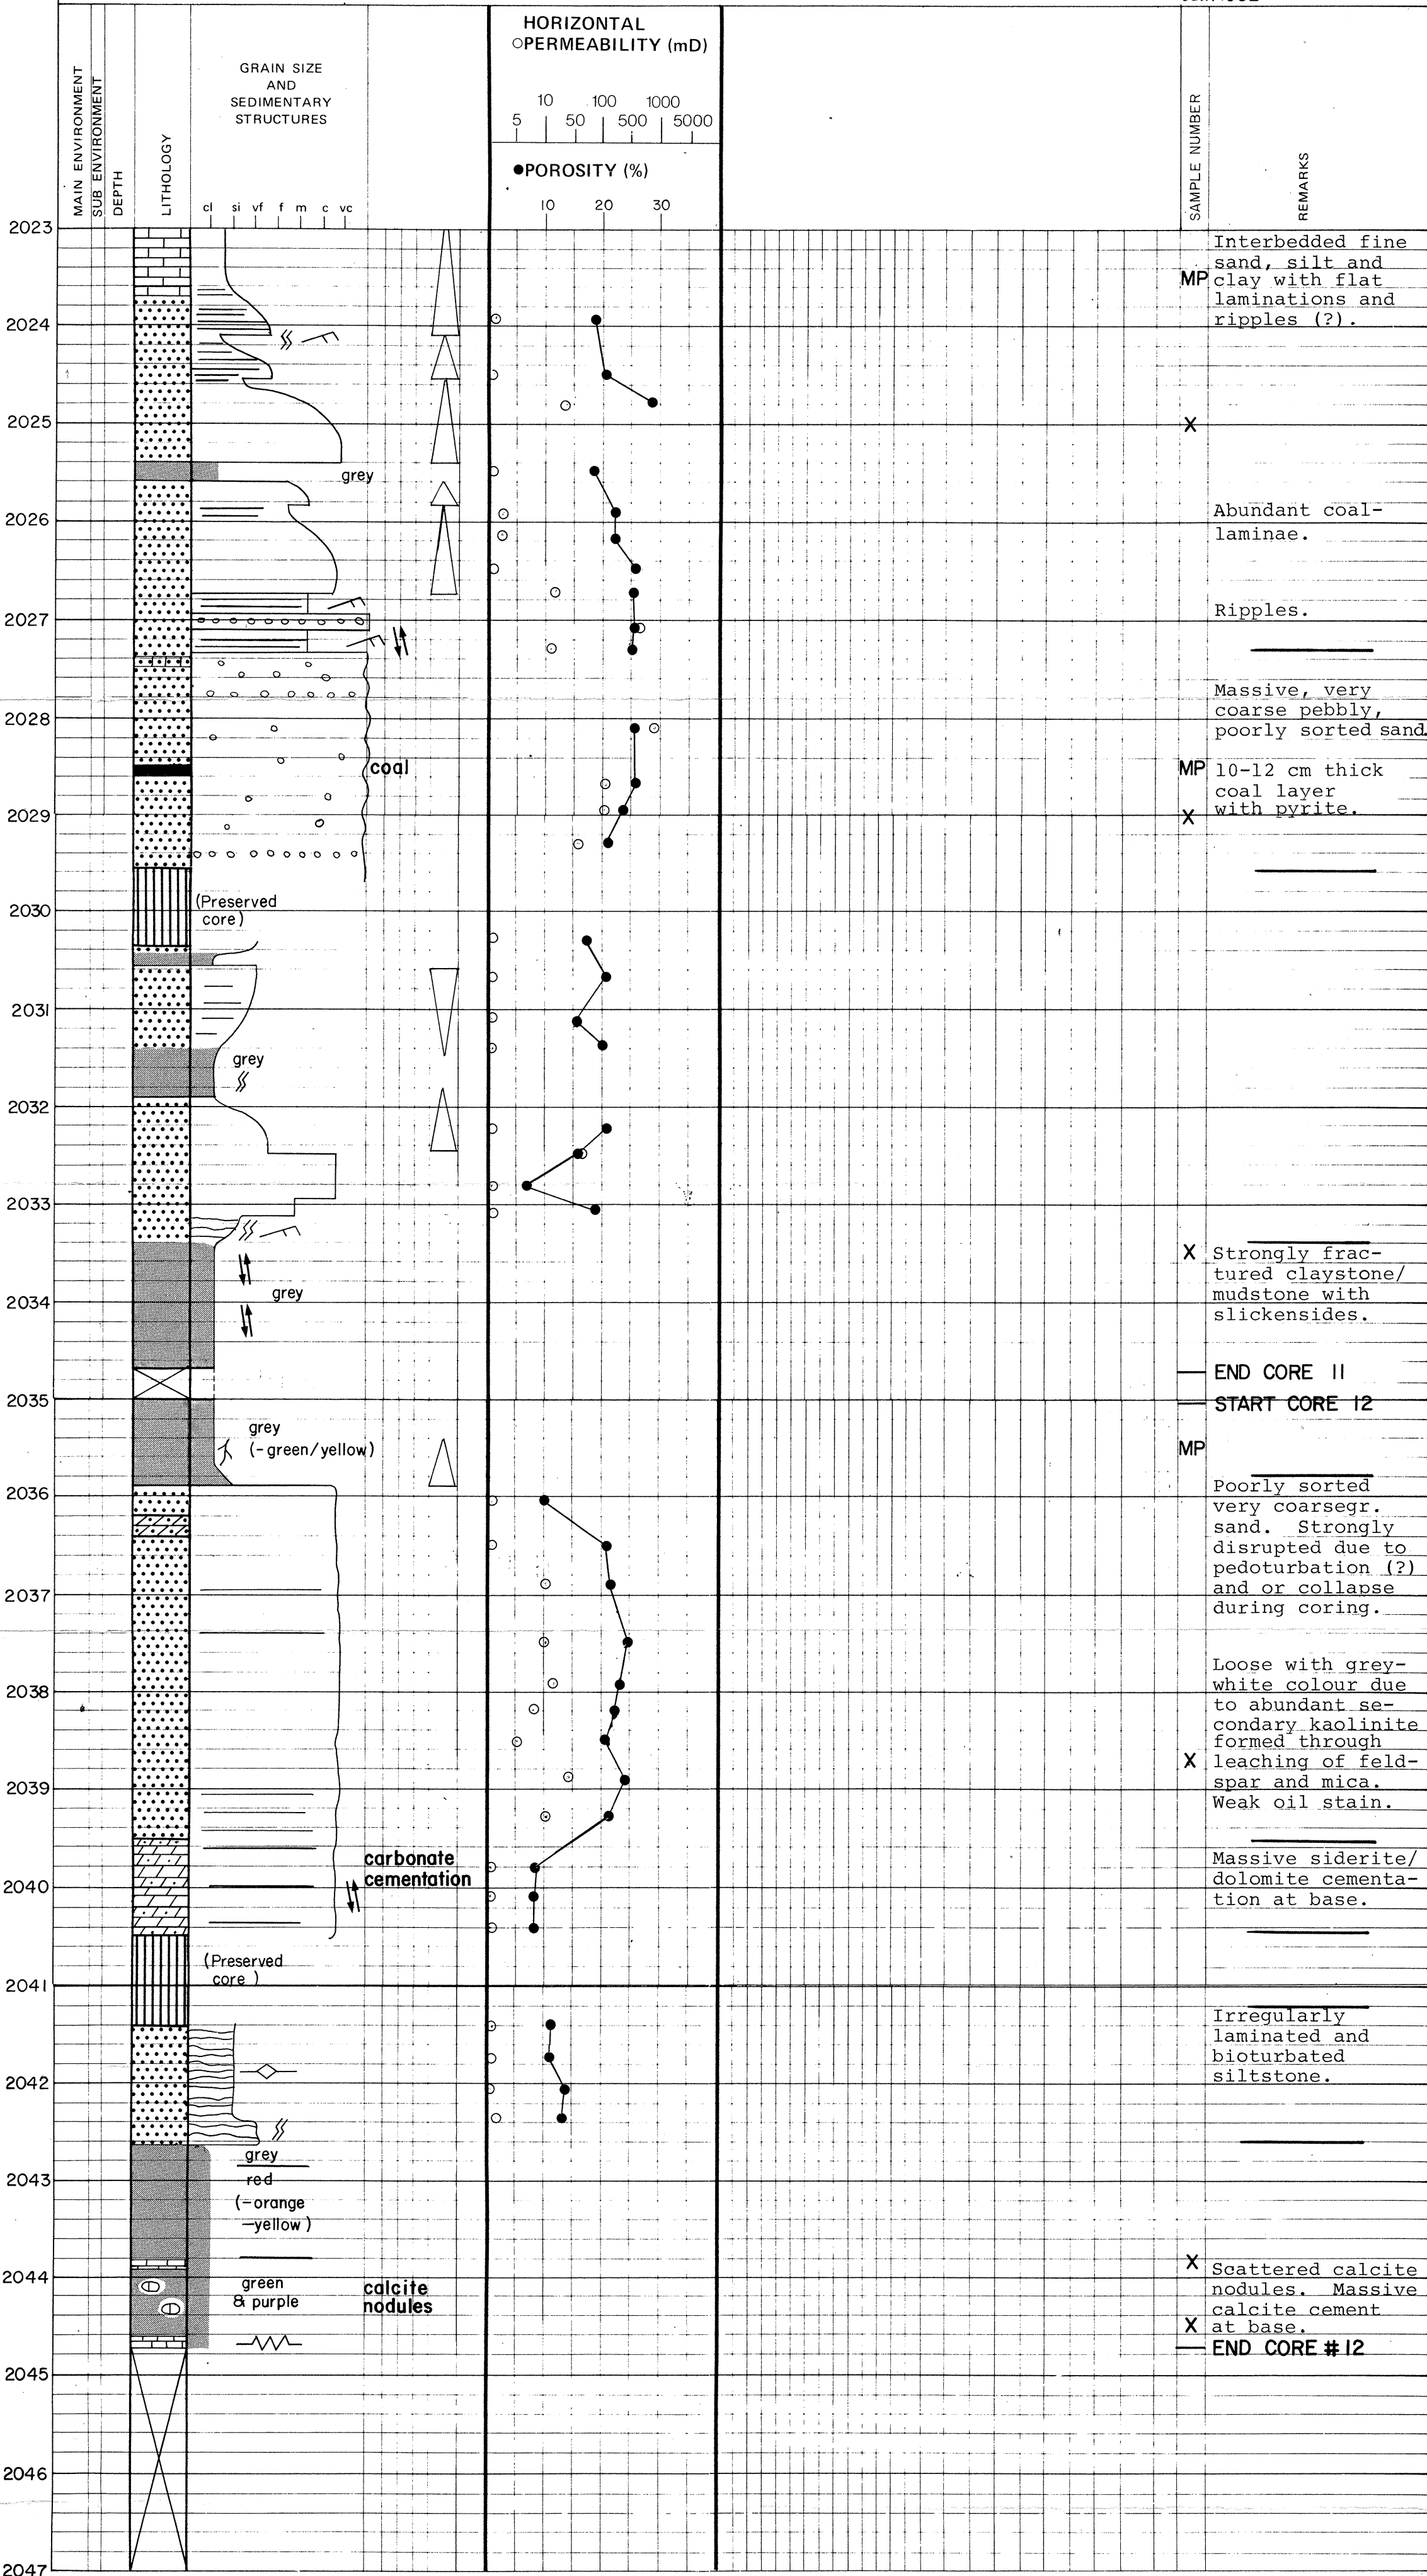 HORIZONTAL
○PERMEABILITY (mD)
GRAIN SIZE
AND
SEDIMENTARY
STRUCTURES
MAIN ENVIRONMENT
SUB ENVIRONMENT
DEPTH
LITHOLOGY
10 100 1000
5 50 500 5000
●POROSITY (%)
10 20 30
cl si vf f m c vc
SAMPLE NUMBER
REMARKS
2023
Interbedded fine
sand, silt and
MP clay with flat
laminations and
ripples (?).
2024
2025
X
grey
2026
Abundant coal-
laminae.
2027
Ripples.
Massive, very
coarse pebbly,
poorly sorted sand.
2028
coal
MP 10-12 cm thick
coal layer
with pyrite.
X
2029
(Preserved
core)
2030
2031
grey
2032
2033
X Strongly frac-
tured claystone/
mudstone with
slickensides.
grey
2034
END CORE 11
2035
START CORE 12
grey
(-green/yellow)
MP
2036
Poorly sorted
very coarsegr.
sand. Strongly
disrupted due to
pedoturbation (?)
and or collapse
during coring.
2037
Loose with grey-
white colour due
to abundant se-
condary kaolinite
formed through
X leaching of feld-
spar and mica.
Weak oil stain.
2038
2039
carbonate
cementation
Massive siderite/
dolomite cementa-
tion at base.
2040
(Preserved
core )
2041
Irregularly
laminated and
bioturbated
siltstone.
2042
grey
2043
red
(-orange
-yellow )
X
2044
green
& purple
calcite
nodules
Scattered calcite
nodules. Massive
calcite cement
X at base.
END CORE # 12
2045
2046
2047